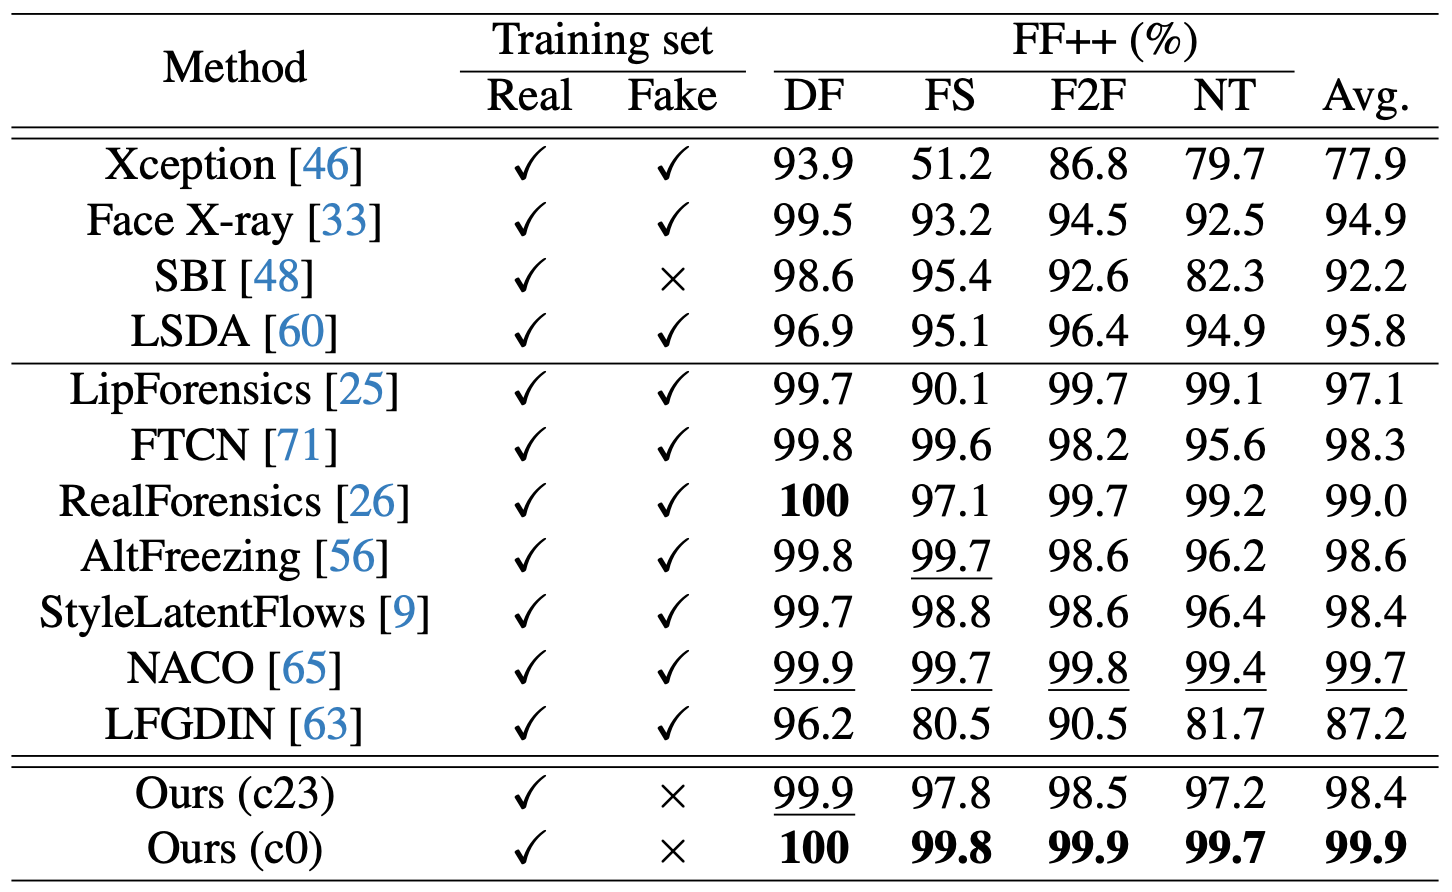 Method Training set FF++ (%)
Real Fake DF FS F2F NT Avg.
Xception [46] ✓ ✓ 93.9 51.2 86.8 79.7 77.9
Face X-ray [33] ✓ ✓ 99.5 93.2 94.5 92.5 94.9
SBI [48] ✓ × 98.6 95.4 92.6 82.3 92.2
LSDA [60] ✓ ✓ 96.9 95.1 96.4 94.9 95.8
LipForensics [25] ✓ ✓ 99.7 90.1 99.7 99.1 97.1
FTCN [71] ✓ ✓ 99.8 99.6 98.2 95.6 98.3
RealForensics [26] ✓ ✓ 100 97.1 99.7 99.2 99.0
AltFreezing [56] ✓ ✓ 99.8 99.7 98.6 96.2 98.6
StyleLatentFlows [9] ✓ ✓ 99.7 98.8 98.6 96.4 98.4
NACO [65] ✓ ✓ 99.9 99.7 99.8 99.4 99.7
LFGDIN [63] ✓ ✓ 96.2 80.5 90.5 81.7 87.2
Ours (c23) ✓ × 99.9 97.8 98.5 97.2 98.4
Ours (c0) ✓ × 100 99.8 99.9 99.7 99.9